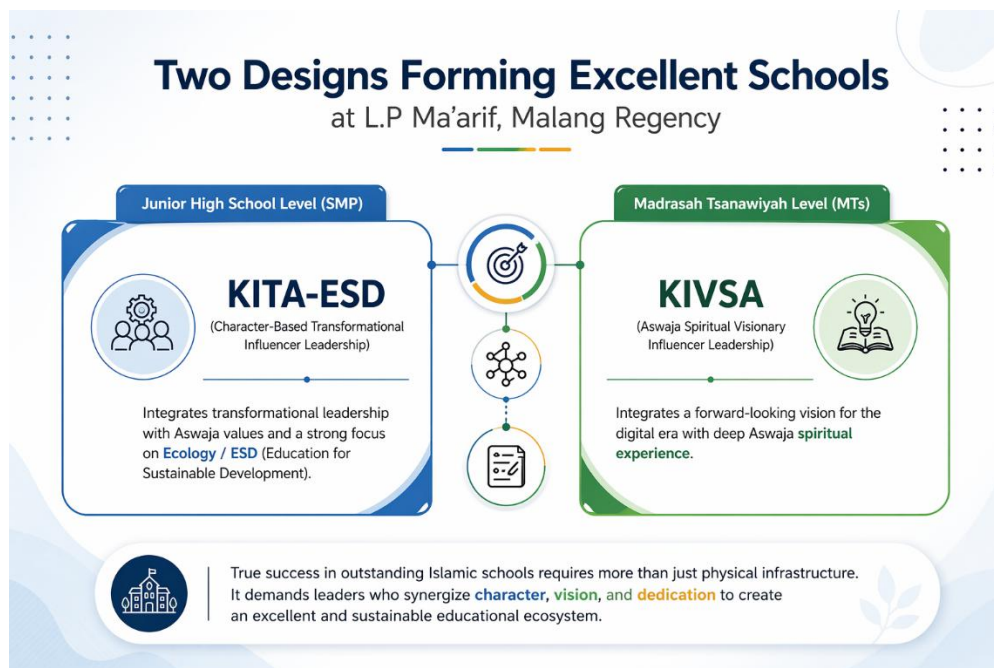 Two Designs Forming Excellent Schools
at L.P Ma’arif, Malang Regency
Junior High School Level (SMP)
KITA-ESD
(Character-Based Transformational
Influencer Leadership)
Integrates transformational leadership
with Aswaja values and a strong focus
on Ecology / ESD (Education for
Sustainable Development).
Madrasah Tsanawiyah Level (MTs)
KIVSA
(Aswaja Spiritual Visionary
Influencer Leadership)
Integrates a forward-looking vision for the
digital era with deep Aswaja spiritual
experience.
True success in outstanding Islamic schools requires more than just physical infrastructure.
It demands leaders who synergize character, vision, and dedication to create
an excellent and sustainable educational ecosystem.